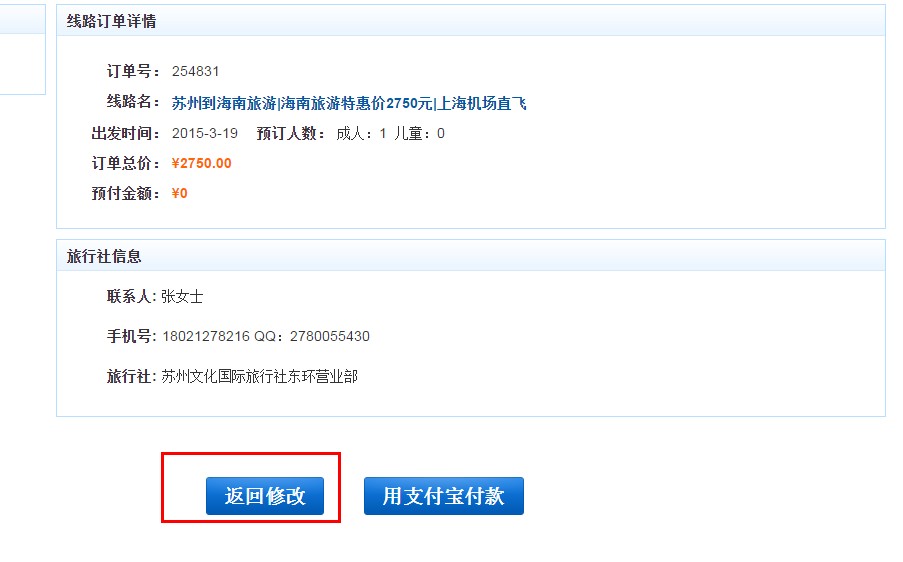 线路订单详情
订单号： 254831
线路名： 苏州到海南旅游|海南旅游特惠价2750元|上海机场直飞
出发时间： 2015-3-19 预订人数： 成人：1 儿童：0
订单总价： ¥2750.00
预付金额： ¥0
旅行社信息
联系人: 张女士
手机号: 18021278216 QQ：2780055430
旅行社: 苏州文化国际旅行社东环营业部
返回修改 用支付宝付款